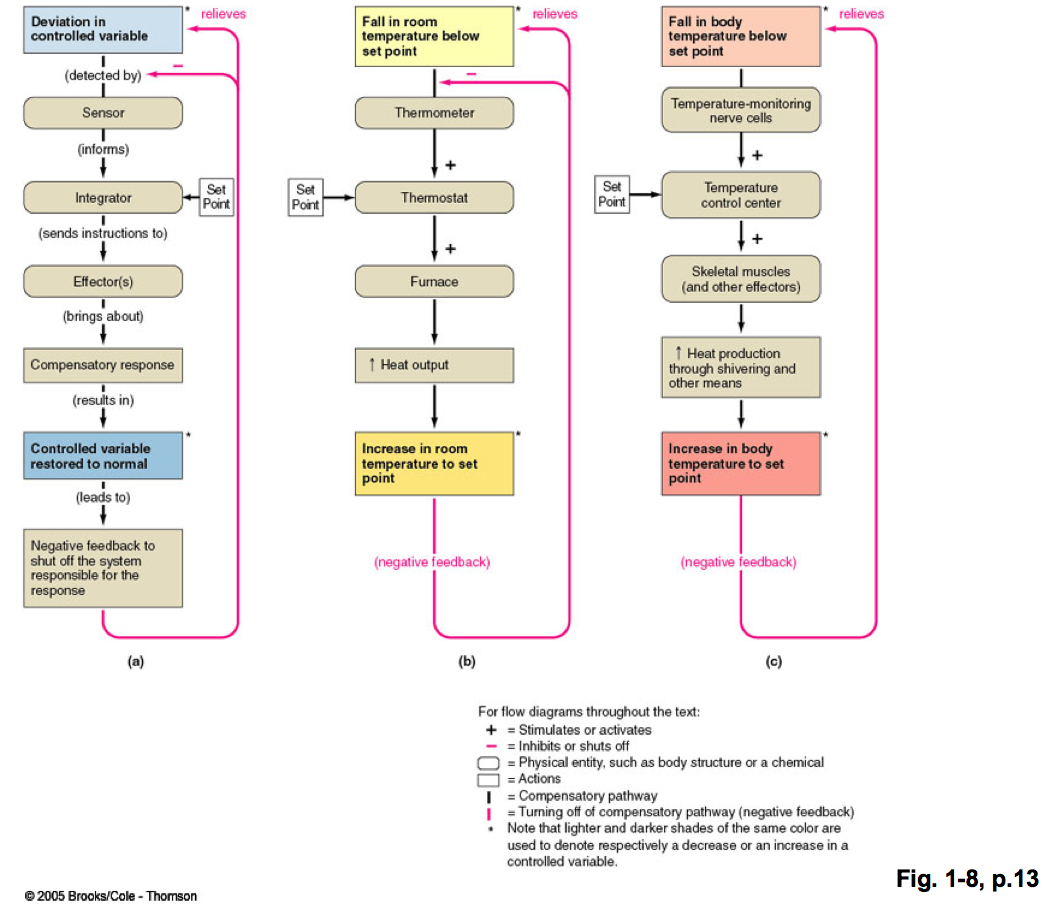 Deviation in
controlled variable
*
relieves
–
(detected by)
Sensor
(informs)
Integrator
Set
Point
(sends instructions to)
Effector(s)
(brings about)
Compensatory response
(results in)
Controlled variable
restored to normal
*
(leads to)
Negative feedback to
shut off the system
responsible for the
response
(a)
Fall in room
temperature below
set point
*
relieves
–
Thermometer
+
Set
Point
Thermostat
+
Furnace
↑ Heat output
Increase in room
temperature to set
point
*
(negative feedback)
(b)
Fall in body
temperature below
set point
*
relieves
Temperature-monitoring
nerve cells
+
Set
Point
Temperature
control center
+
Skeletal muscles
(and other effectors)
↑ Heat production
through shivering and
other means
Increase in body
temperature to set
point
*
(negative feedback)
(c)
For flow diagrams throughout the text:
+ = Stimulates or activates
– = Inhibits or shuts off
= Physical entity, such as body structure or a chemical
= Actions
= Compensatory pathway
= Turning off of compensatory pathway (negative feedback)
* Note that lighter and darker shades of the same color are
used to denote respectively a decrease or an increase in a
controlled variable.
Fig. 1-8, p.13
© 2005 Brooks/Cole - Thomson